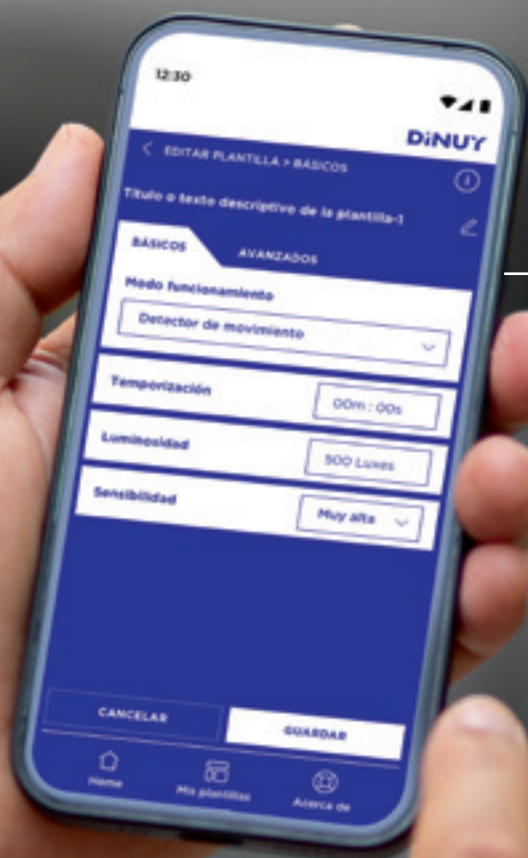 12:30
DiNUY
EDITAR PLANTILLA > BÁSICOS
Título o texto descriptivo de la plantilla-1
BÁSICOS
AVANZADOS
Modo funcionamiento
Detector de movimiento
Temporización
00m : 00s
Luminosidad
500 Luxes
Sensibilidad
Muy alta
CANCELAR
GUARDAR
Home
Mis plantillas
Acerca de